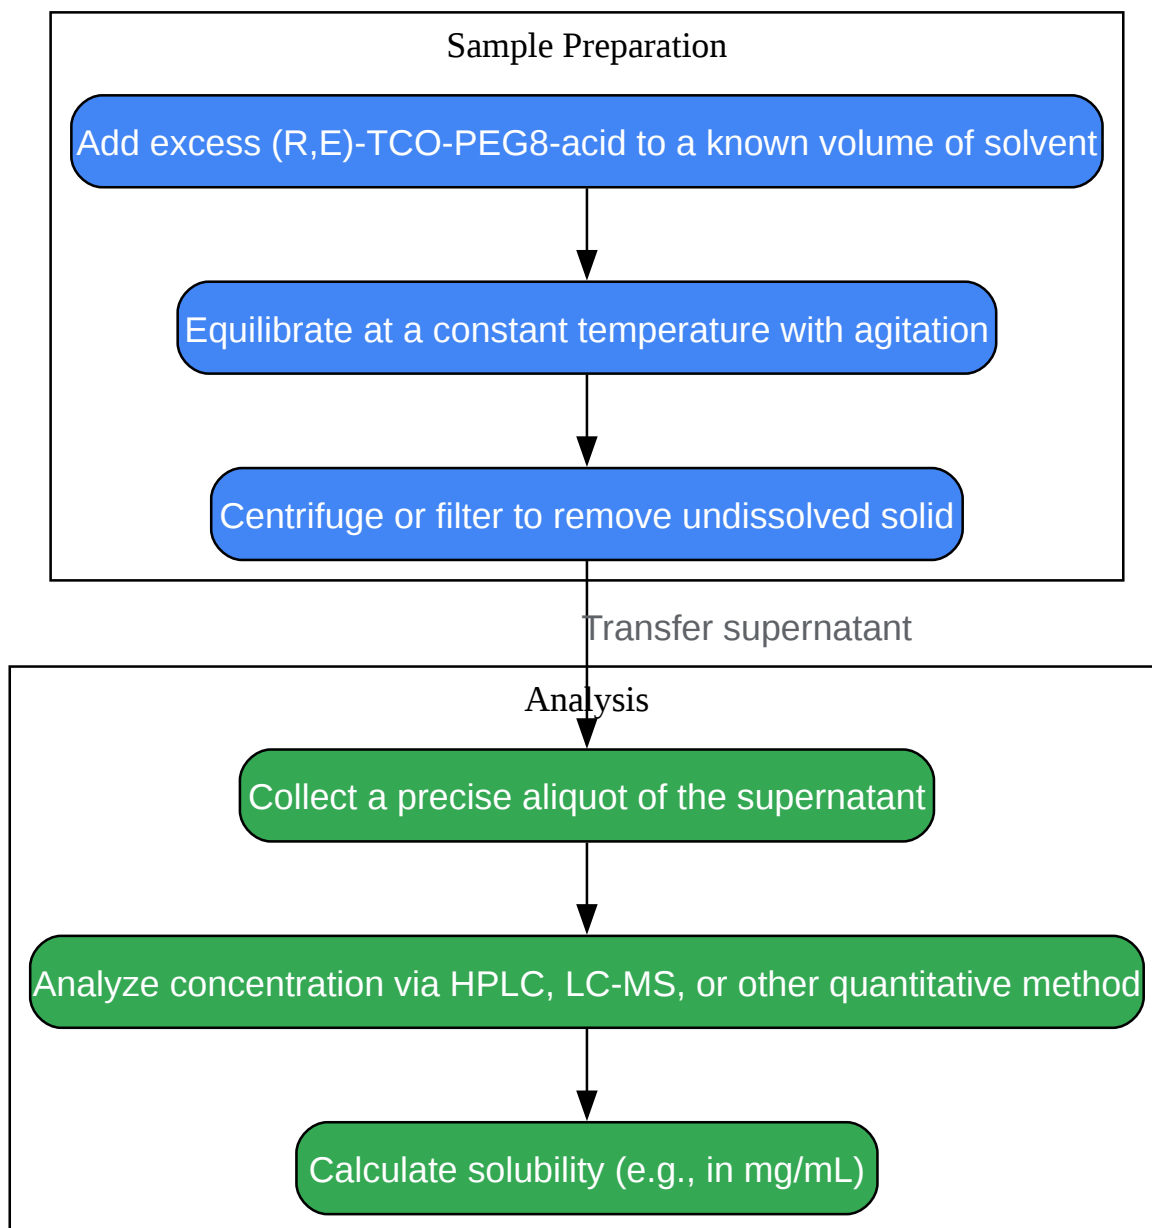 Sample Preparation
Add excess (R,E)-TCO-PEG8-acid to a known volume of solvent
Equilibrate at a constant temperature with agitation
Centrifuge or filter to remove undissolved solid
Transfer supernatant
Analysis
Collect a precise aliquot of the supernatant
Analyze concentration via HPLC, LC-MS, or other quantitative method
Calculate solubility (e.g., in mg/mL)